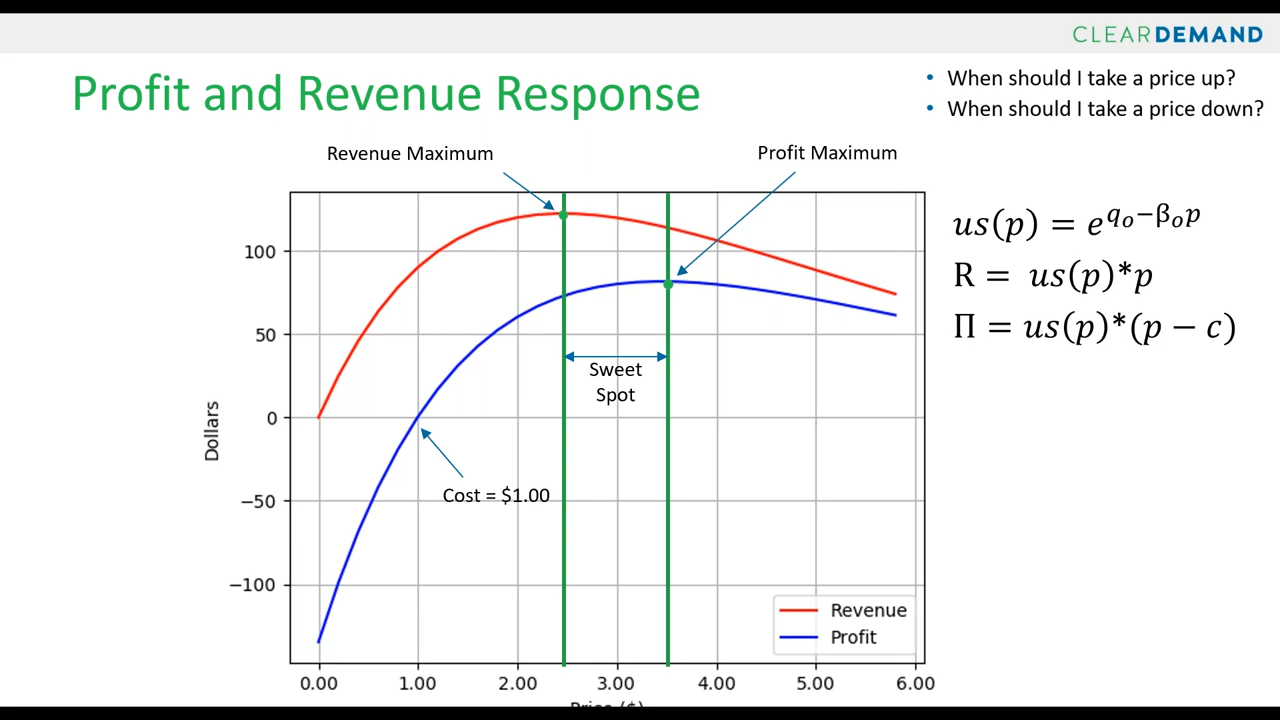 CLEARDEMAND
Profit and Revenue Response
• When should I take a price up?
• When should I take a price down?
Revenue Maximum
Profit Maximum
us(p) = e^{q₀−β₀p}
R = us(p)*p
Π = us(p)*(p − c)
100
50
0
−50
−100
Dollars
Sweet
Spot
Cost = $1.00
Revenue
Profit
0.00 1.00 2.00 3.00 4.00 5.00 6.00
Price ($)